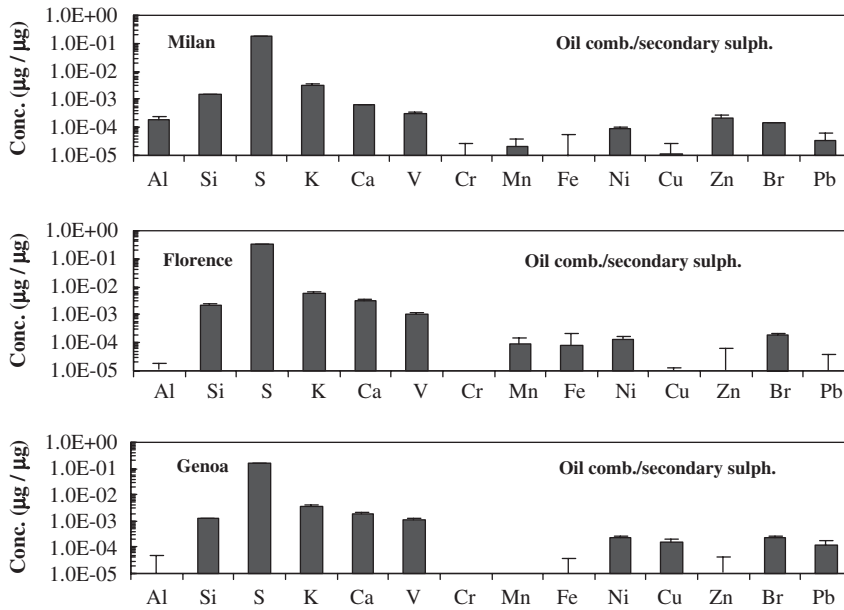 1.0E+00
Milan Oil comb./secondary sulph.
1.0E-01
1.0E-02
1.0E-03
1.0E-04
1.0E-05
Conc. (μg / μg)
Al Si S K Ca V Cr Mn Fe Ni Cu Zn Br Pb
1.0E+00
Florence Oil comb./secondary sulph.
1.0E-01
1.0E-02
1.0E-03
1.0E-04
1.0E-05
Conc. (μg / μg)
Al Si S K Ca V Cr Mn Fe Ni Cu Zn Br Pb
1.0E+00
Genoa Oil comb./secondary sulph.
1.0E-01
1.0E-02
1.0E-03
1.0E-04
1.0E-05
Conc. (μg / μg)
Al Si S K Ca V Cr Mn Fe Ni Cu Zn Br Pb